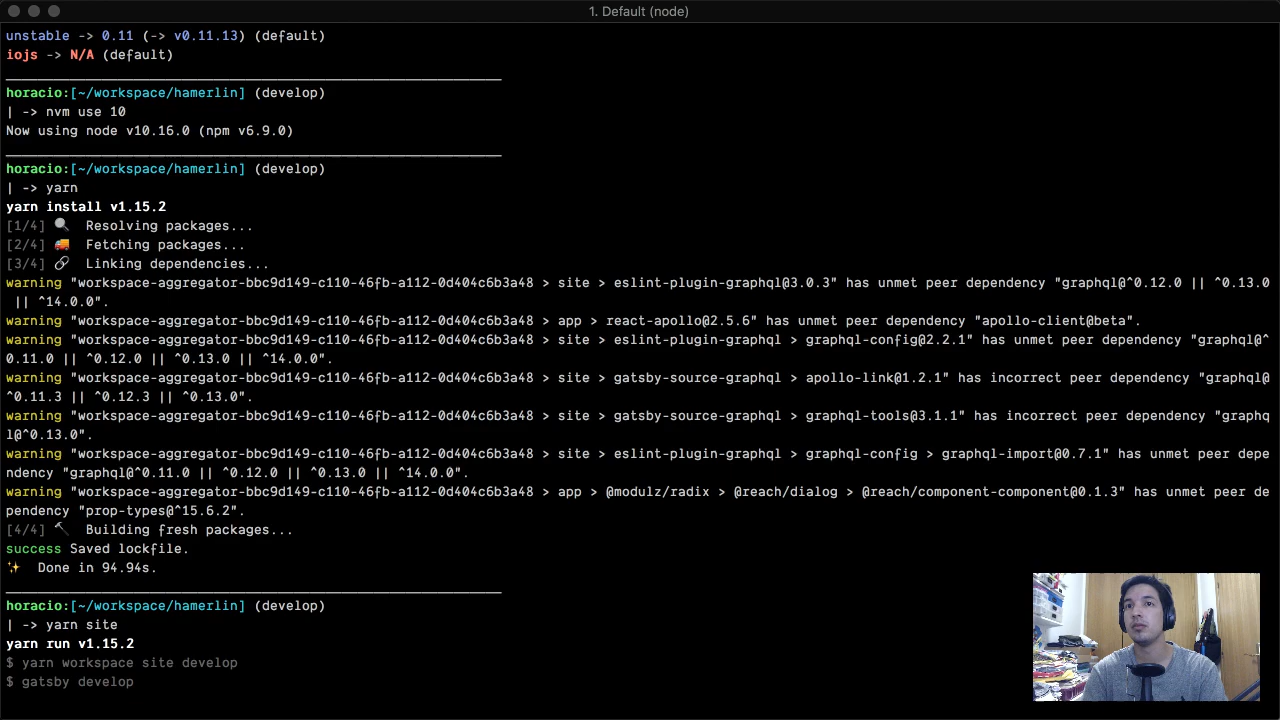 1. Default (node)
unstable -> 0.11 (-> v0.11.13) (default)
iojs -> N/A (default)
horacio:[~/workspace/hamerlin] (develop)
| -> nvm use 10
Now using node v10.16.0 (npm v6.9.0)
horacio:[~/workspace/hamerlin] (develop)
| -> yarn
yarn install v1.15.2
[1/4] 🔍 Resolving packages...
[2/4] 🚚 Fetching packages...
[3/4] 🔗 Linking dependencies...
warning "workspace-aggregator-bbc9d149-c110-46fb-a112-0d404c6b3a48 > site > eslint-plugin-graphql@3.0.3" has unmet peer dependency "graphql@^0.12.0 || ^0.13.0
|| ^14.0.0".
warning "workspace-aggregator-bbc9d149-c110-46fb-a112-0d404c6b3a48 > app > react-apollo@2.5.6" has unmet peer dependency "apollo-client@beta".
warning "workspace-aggregator-bbc9d149-c110-46fb-a112-0d404c6b3a48 > site > eslint-plugin-graphql > graphql-config@2.2.1" has unmet peer dependency "graphql@^
0.11.0 || ^0.12.0 || ^0.13.0 || ^14.0.0".
warning "workspace-aggregator-bbc9d149-c110-46fb-a112-0d404c6b3a48 > site > gatsby-source-graphql > apollo-link@1.2.1" has incorrect peer dependency "graphql@
^0.11.3 || ^0.12.3 || ^0.13.0".
warning "workspace-aggregator-bbc9d149-c110-46fb-a112-0d404c6b3a48 > site > gatsby-source-graphql > graphql-tools@3.1.1" has incorrect peer dependency "graphq
l@^0.13.0".
warning "workspace-aggregator-bbc9d149-c110-46fb-a112-0d404c6b3a48 > site > eslint-plugin-graphql > graphql-config > graphql-import@0.7.1" has unmet peer depe
ndency "graphql@^0.11.0 || ^0.12.0 || ^0.13.0 || ^14.0.0".
warning "workspace-aggregator-bbc9d149-c110-46fb-a112-0d404c6b3a48 > app > @modulz/radix > @reach/dialog > @reach/component-component@0.1.3" has unmet peer de
pendency "prop-types@^15.6.2".
[4/4] 🔨 Building fresh packages...
success Saved lockfile.
✨ Done in 94.94s.
horacio:[~/workspace/hamerlin] (develop)
| -> yarn site
yarn run v1.15.2
$ yarn workspace site develop
$ gatsby develop